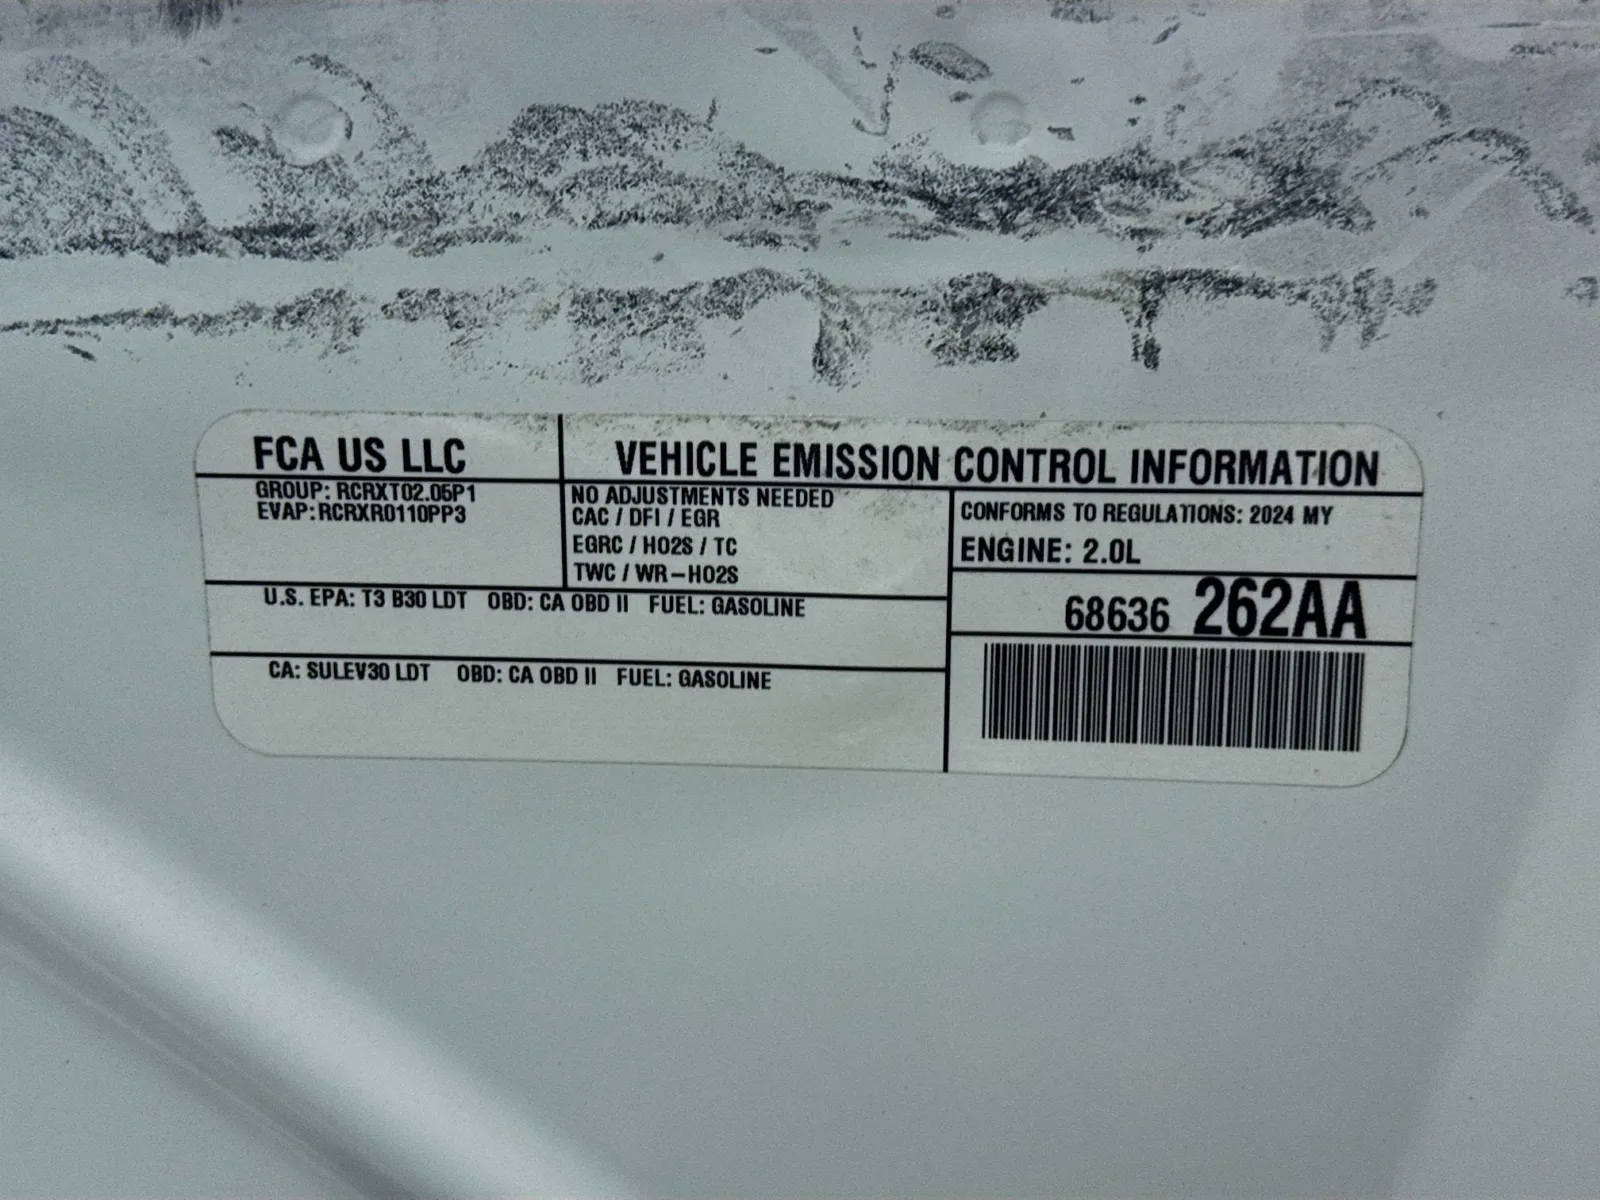 FCA US LLC
VEHICLE EMISSION CONTROL INFORMATION
GROUP: RCRXT02.05P1
EVAP:RCRXR0110PP3
NO ADJUSTMENTS NEEDED
CAC / DFI / EGR
EGRC / HO2S / TC
TWC / WR-HO2S
CONFORMS TO REGULATIONS: 2024 MY
ENGINE: 2.0L
U.S. EPA: T3 B30 LDT OBD: CA OBD II FUEL: GASOLINE
68636 262AA
CA: SULEV30 LDT OBD: CA OBD II FUEL: GASOLINE